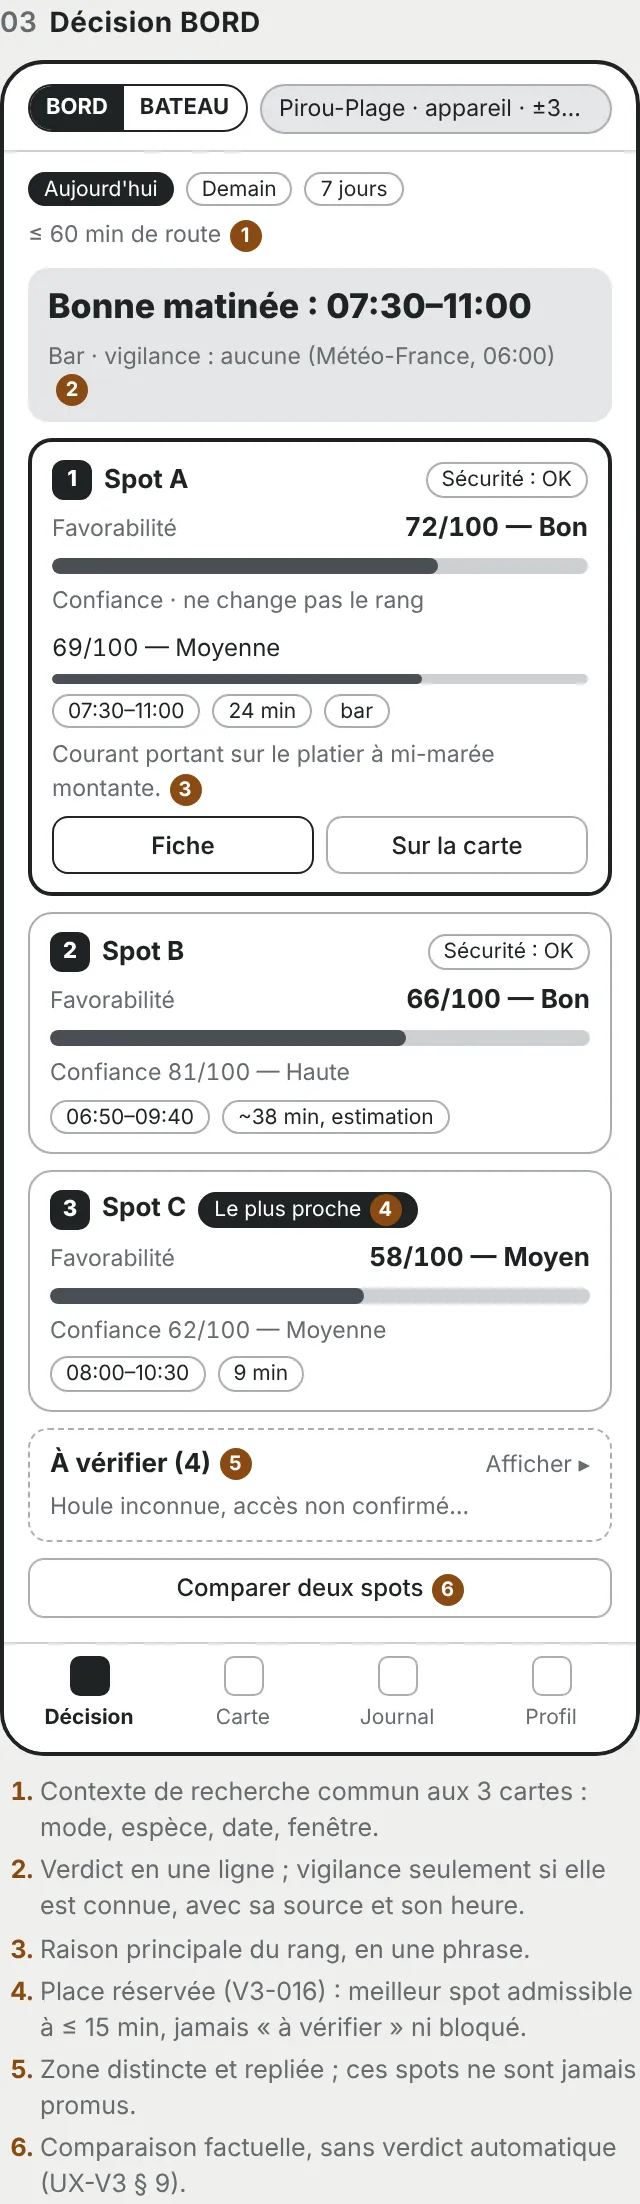 03 Décision BORD
BORD BATEAU Pirou-Plage · appareil · ±3...
Aujourd'hui Demain 7 jours
≤ 60 min de route 1
Bonne matinée : 07:30–11:00
Bar · vigilance : aucune (Météo-France, 06:00)
2
1 Spot A Sécurité : OK
Favorabilité 72/100 — Bon
Confiance · ne change pas le rang
69/100 — Moyenne
07:30–11:00 24 min bar
Courant portant sur le platier à mi-marée
montante. 3
Fiche Sur la carte
2 Spot B Sécurité : OK
Favorabilité 66/100 — Bon
Confiance 81/100 — Haute
06:50–09:40 ~38 min, estimation
3 Spot C Le plus proche 4
Favorabilité 58/100 — Moyen
Confiance 62/100 — Moyenne
08:00–10:30 9 min
À vérifier (4) 5 Afficher ▸
Houle inconnue, accès non confirmé...
Comparer deux spots 6
Décision Carte Journal Profil
1. Contexte de recherche commun aux 3 cartes :
mode, espèce, date, fenêtre.
2. Verdict en une ligne ; vigilance seulement si elle
est connue, avec sa source et son heure.
3. Raison principale du rang, en une phrase.
4. Place réservée (V3-016) : meilleur spot admissible
à ≤ 15 min, jamais « à vérifier » ni bloqué.
5. Zone distincte et repliée ; ces spots ne sont jamais
promus.
6. Comparaison factuelle, sans verdict automatique
(UX-V3 § 9).